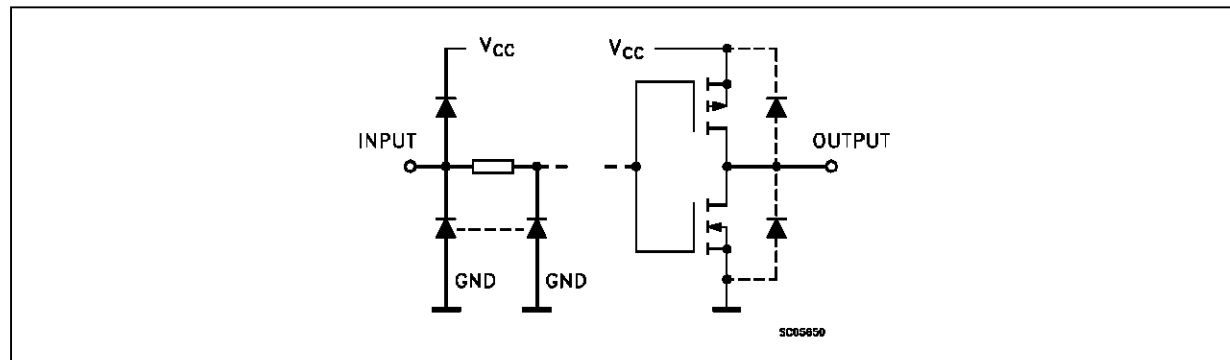 VCC
VCC
INPUT
OUTPUT
GND
GND
SC05650